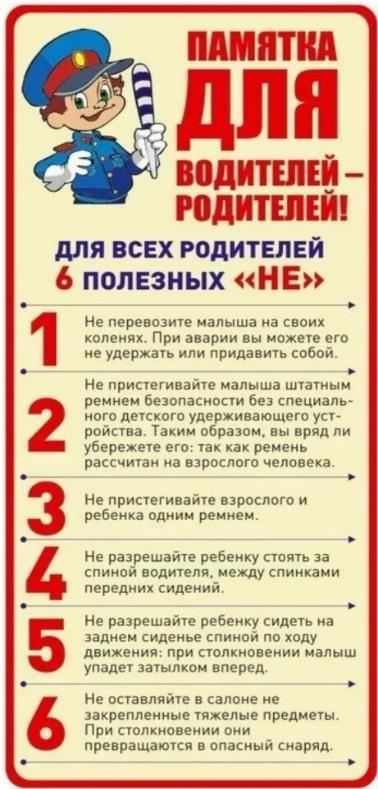 ПАМЯТКА
ДЛЯ
ВОДИТЕЛЕЙ –
РОДИТЕЛЕЙ!
ДЛЯ ВСЕХ РОДИТЕЛЕЙ
6 ПОЛЕЗНЫХ «НЕ»
1
Не перевозите малыша на своих
коленях. При аварии вы можете его
не удержать или придавить собой.
2
Не пристегивайте малыша штатным
ремнем безопасности без специаль-
ного детского удерживающего уст-
ройства. Таким образом, вы вряд ли
убережете его: так как ремень
рассчитан на взрослого человека.
3
Не пристегивайте взрослого и
ребенка одним ремнем.
4
Не разрешайте ребенку стоять за
спиной водителя, между спинками
передних сидений.
5
Не разрешайте ребенку сидеть на
заднем сиденье спиной по ходу
движения: при столкновении малыш
упадет затылком вперед.
6
Не оставляйте в салоне не
закрепленные тяжелые предметы.
При столкновении они
превращаются в опасный снаряд.